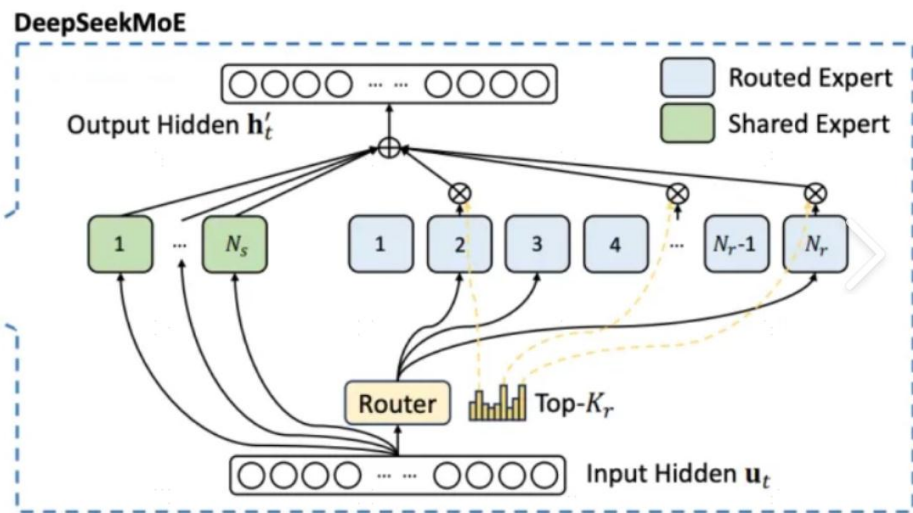 DeepSeekMoE
... ...
Routed Expert
Output Hidden h′ₜ
Shared Expert
1 ... Nₛ 1 2 3 4 ... Nᵣ-1 Nᵣ
Router
Top-Kᵣ
... ...
Input Hidden uₜ